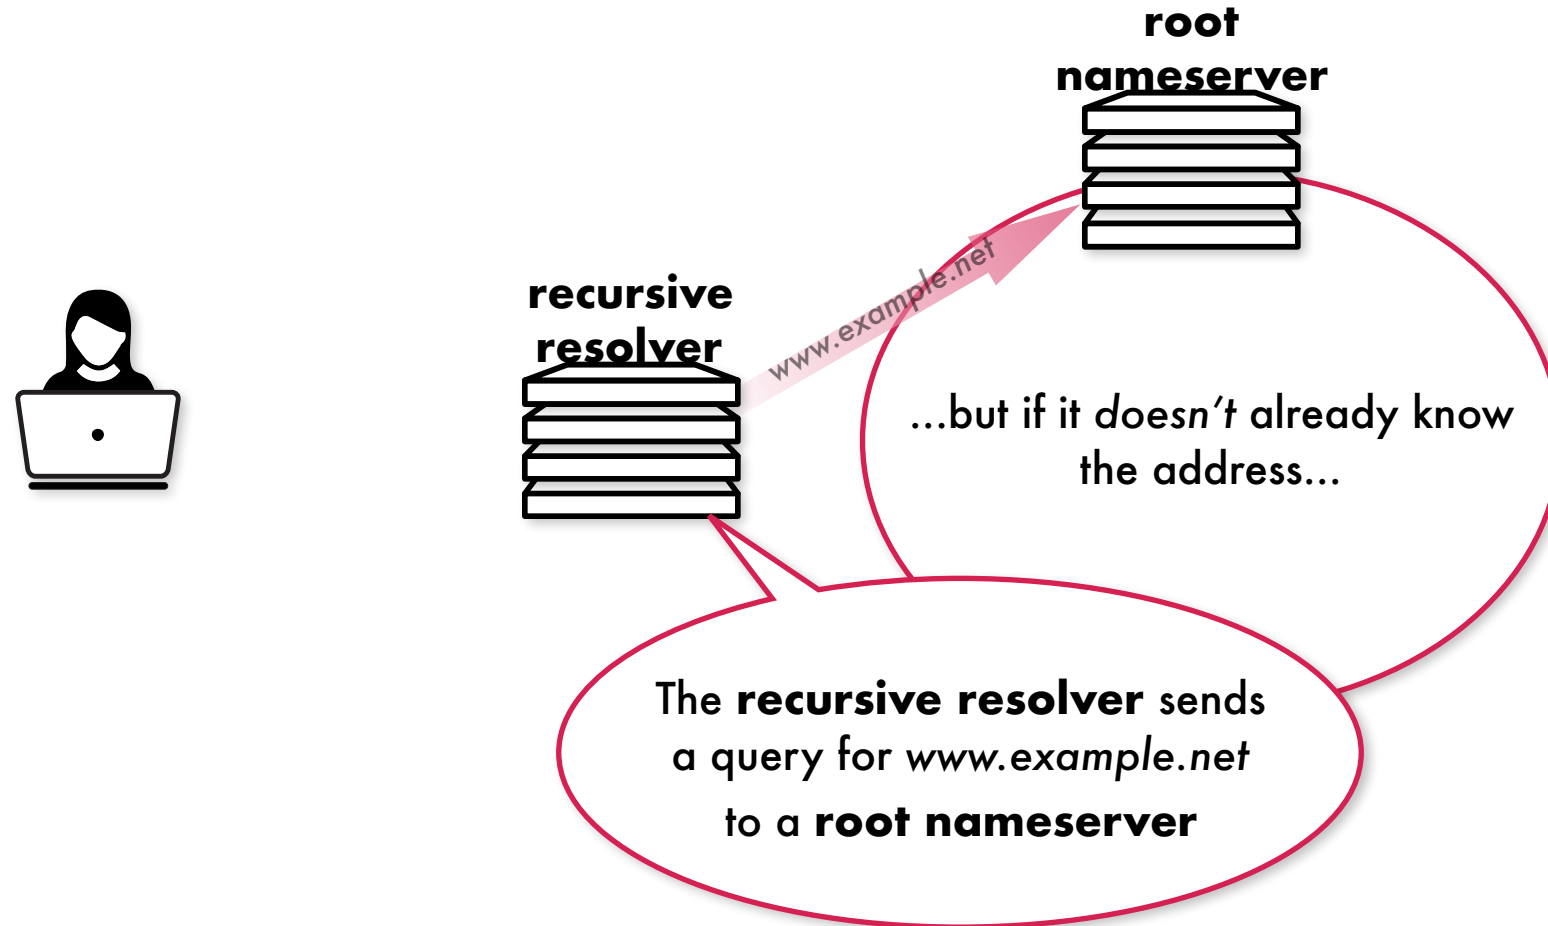 root
nameserver
recursive
resolver
www.example.net
...but if it doesn't already know
the address...
The recursive resolver sends
a query for www.example.net
to a root nameserver